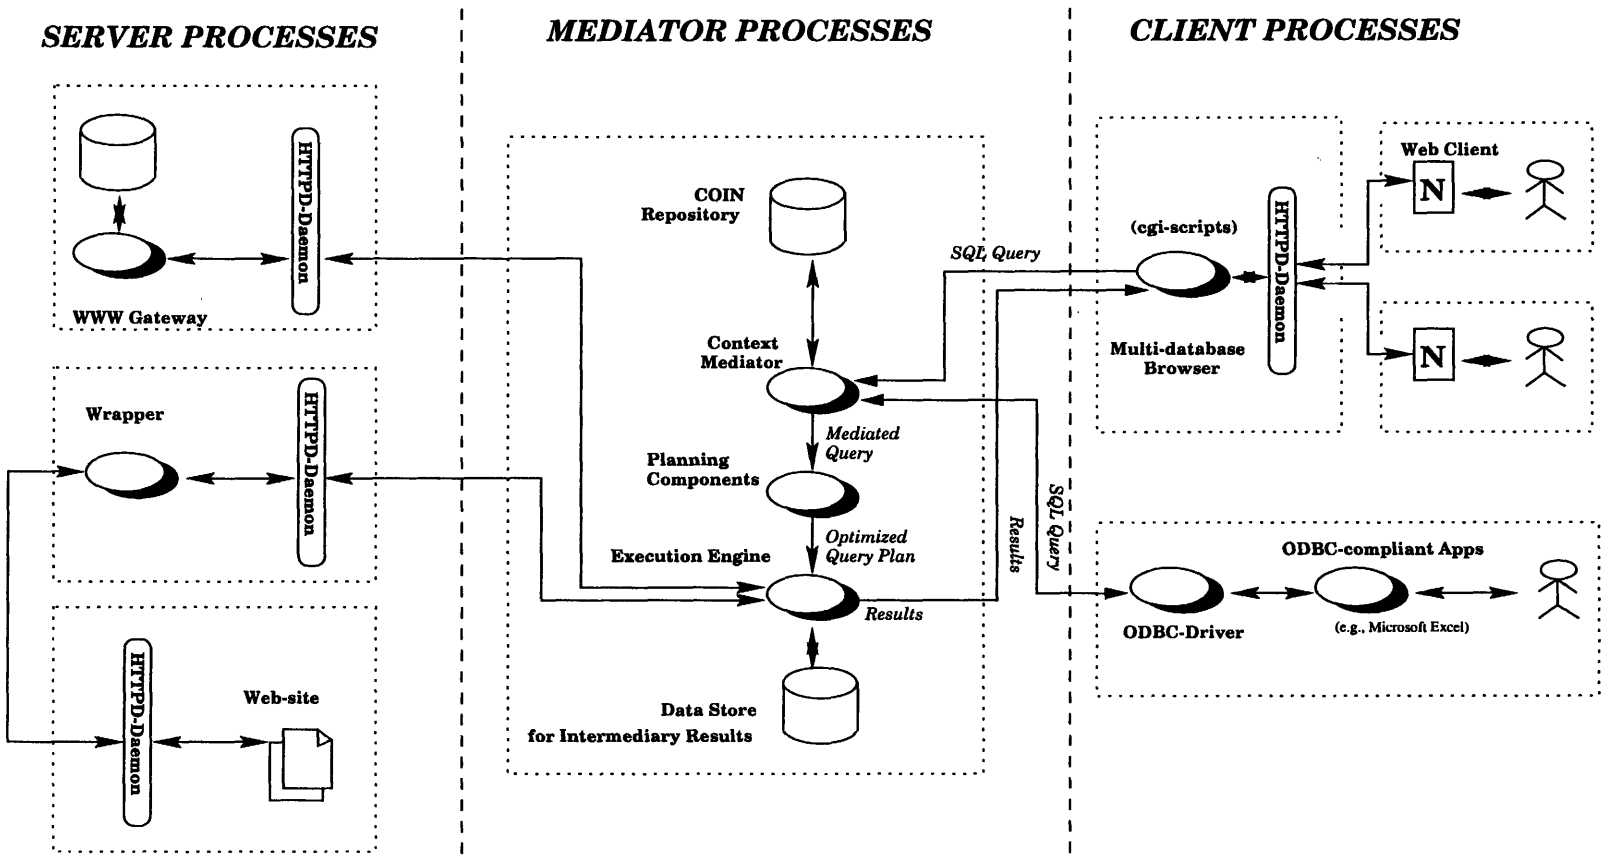 SERVER PROCESSES
MEDIATOR PROCESSES
CLIENT PROCESSES
HTTPD-Daemon
WWW Gateway
Wrapper
HTTPD-Daemon
HTTPD-Daemon
Web-site
COIN
Repository
Context
Mediator
Mediated
Query
Planning
Components
Optimized
Query Plan
Execution Engine
Results
Data Store
for Intermediary Results
SQL Query
Results
SQL Query
(cgi-scripts)
HTTPD-Daemon
Multi-database
Browser
Web Client
N
N
ODBC-compliant Apps
ODBC-Driver
(e.g., Microsoft Excel)